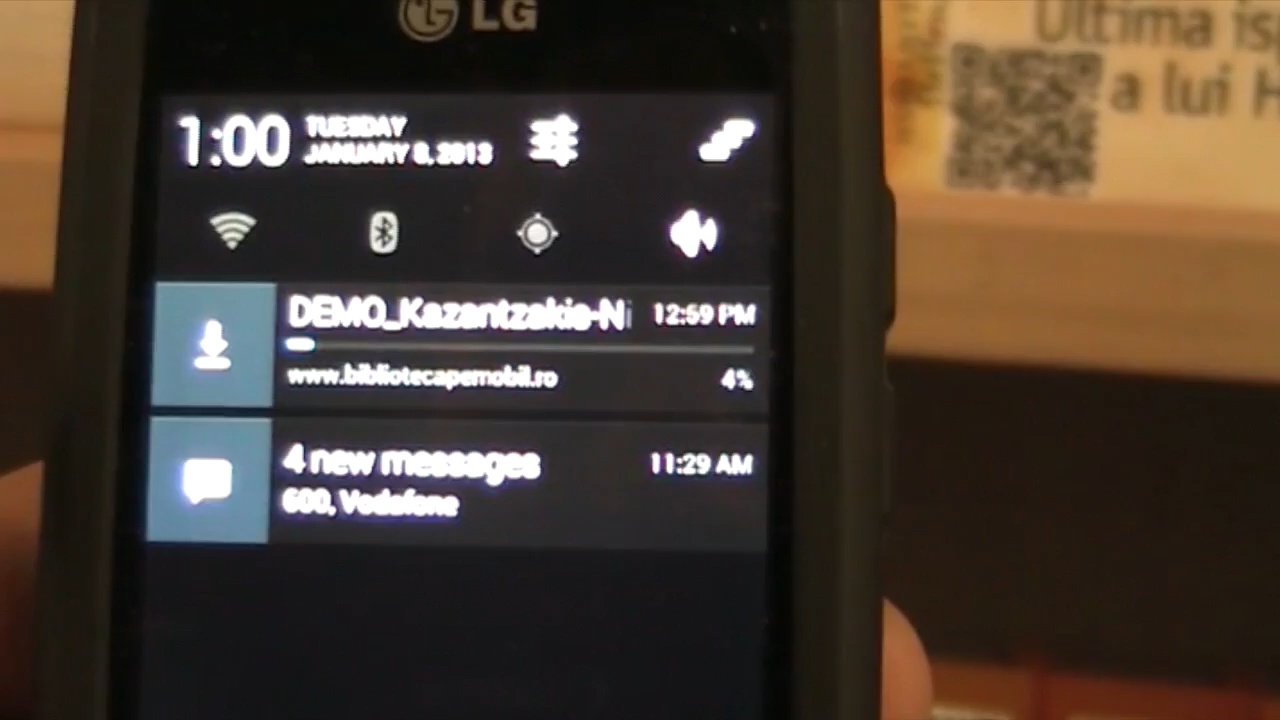 LG
1:00
TUESDAY
JANUARY 8, 2013
DEMO_Kazantzakis-N
12:59 PM
www.bibliotecapemobil.ro
4%
4 new messages
11:29 AM
600, Vodafone
Ultima is
a lui H